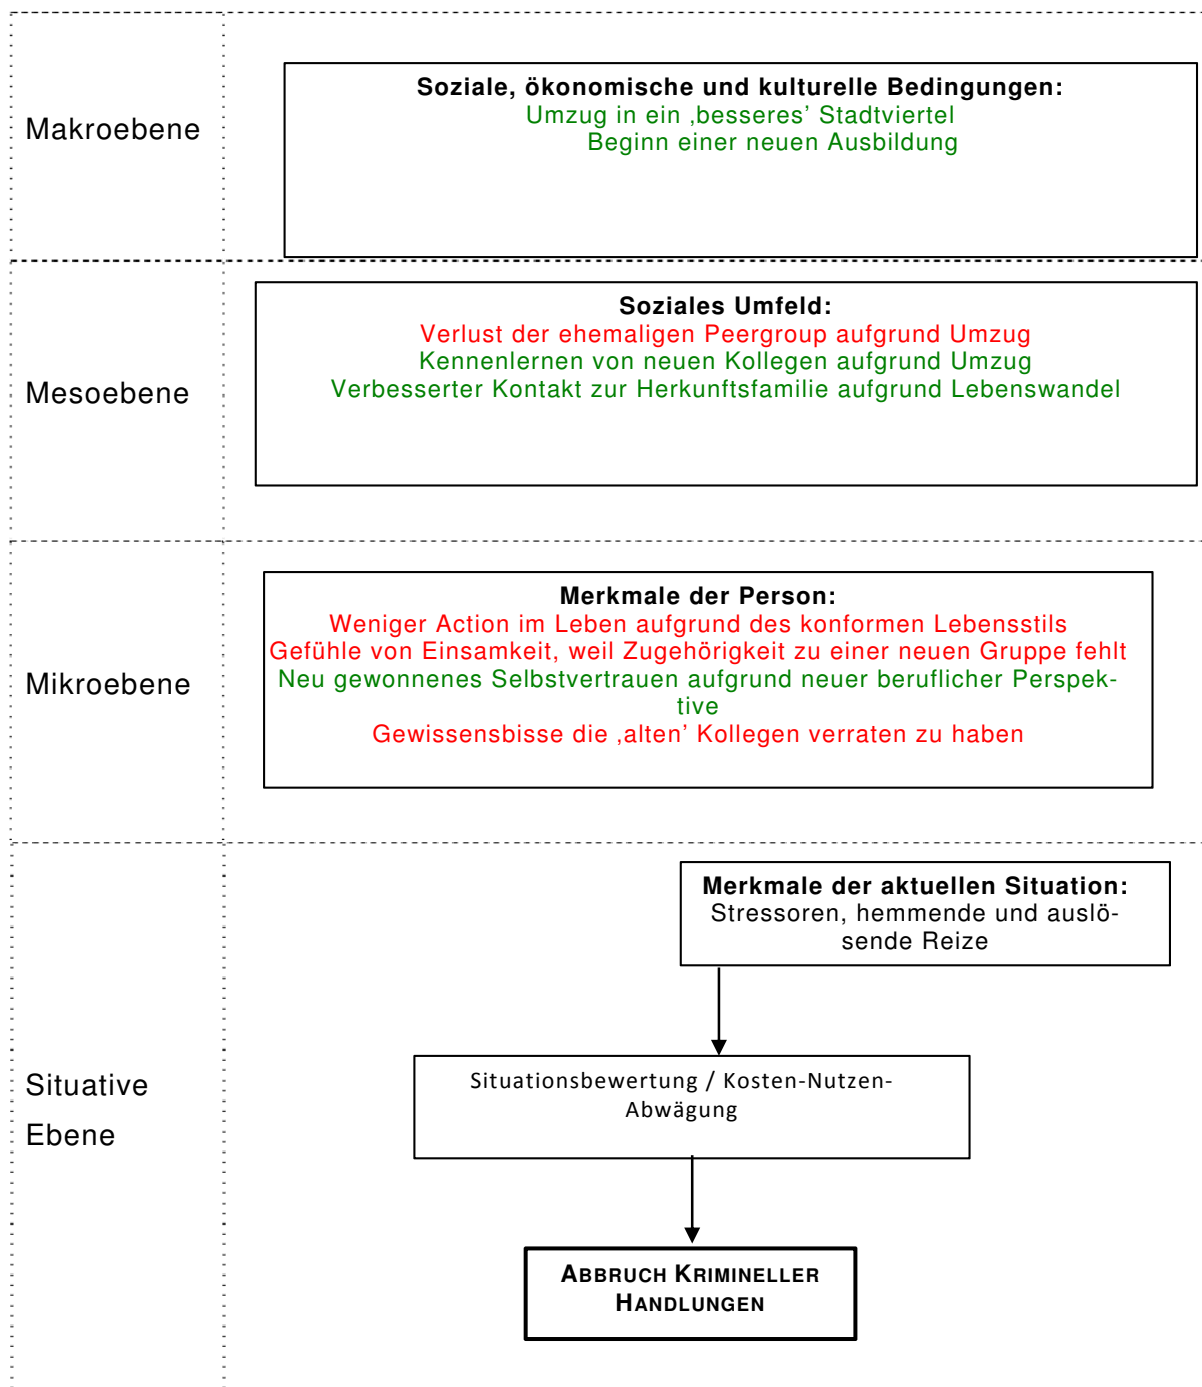 Makroebene
Soziale, ökonomische und kulturelle Bedingungen:
Umzug in ein ‚besseres’ Stadtviertel
Beginn einer neuen Ausbildung
Mesoebene
Soziales Umfeld:
Verlust der ehemaligen Peergroup aufgrund Umzug
Kennenlernen von neuen Kollegen aufgrund Umzug
Verbesserter Kontakt zur Herkunftsfamilie aufgrund Lebenswandel
Mikroebene
Merkmale der Person:
Weniger Action im Leben aufgrund des konformen Lebensstils
Gefühle von Einsamkeit, weil Zugehörigkeit zu einer neuen Gruppe fehlt
Neu gewonnenes Selbstvertrauen aufgrund neuer beruflicher Perspek-
tive
Gewissensbisse die ‚alten’ Kollegen verraten zu haben
Situative
Ebene
Merkmale der aktuellen Situation:
Stressoren, hemmende und auslö-
sende Reize
Situationsbewertung / Kosten-Nutzen-
Abwägung
ABBRUCH KRIMINELLER
HANDLUNGEN